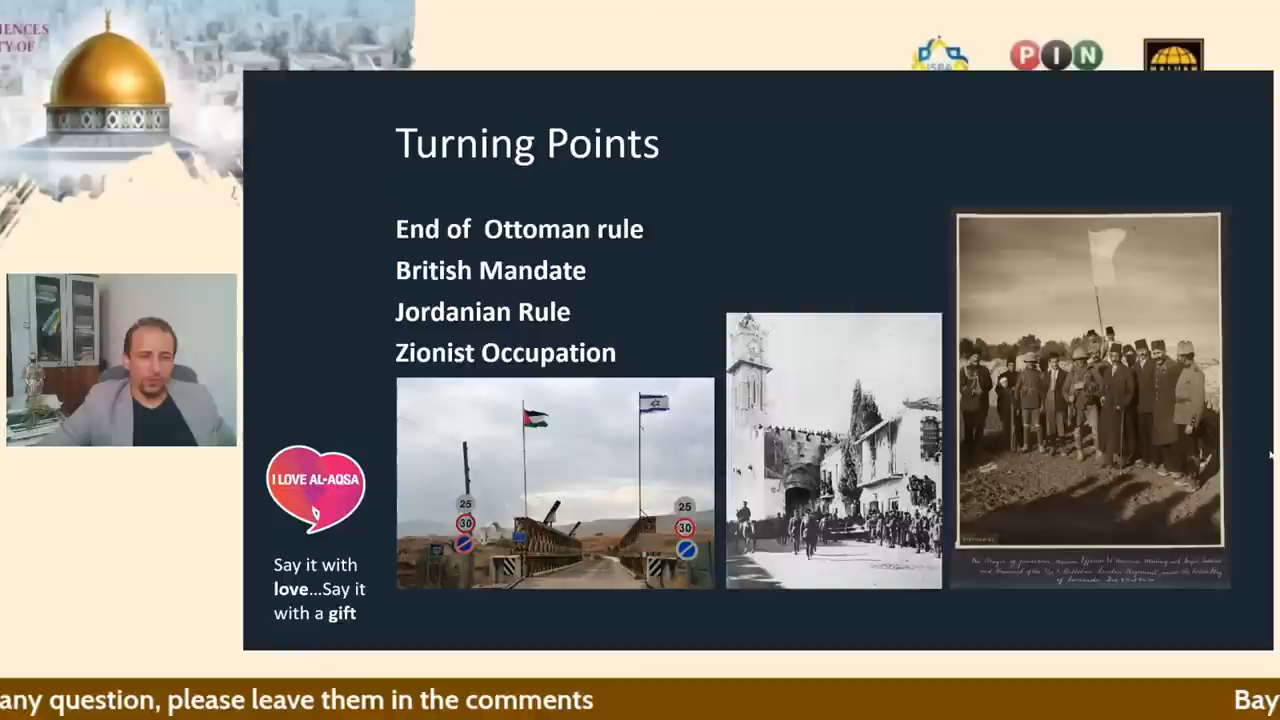 IENCES
TY OF
PIN
Turning Points
End of  Ottoman rule
British Mandate
Jordanian Rule
Zionist Occupation
25
30
25
30
I LOVE AL-AQSA
Say it with
love...Say it
with a gift
any question, please leave them in the comments
Bay